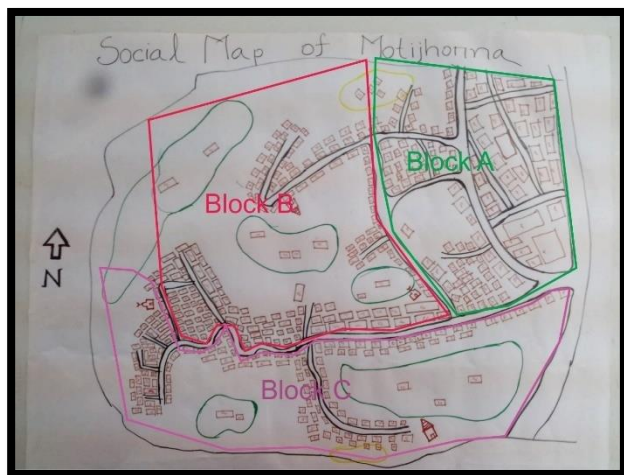 Social Map of Motijhorna
Block A
Block B
N
Block C